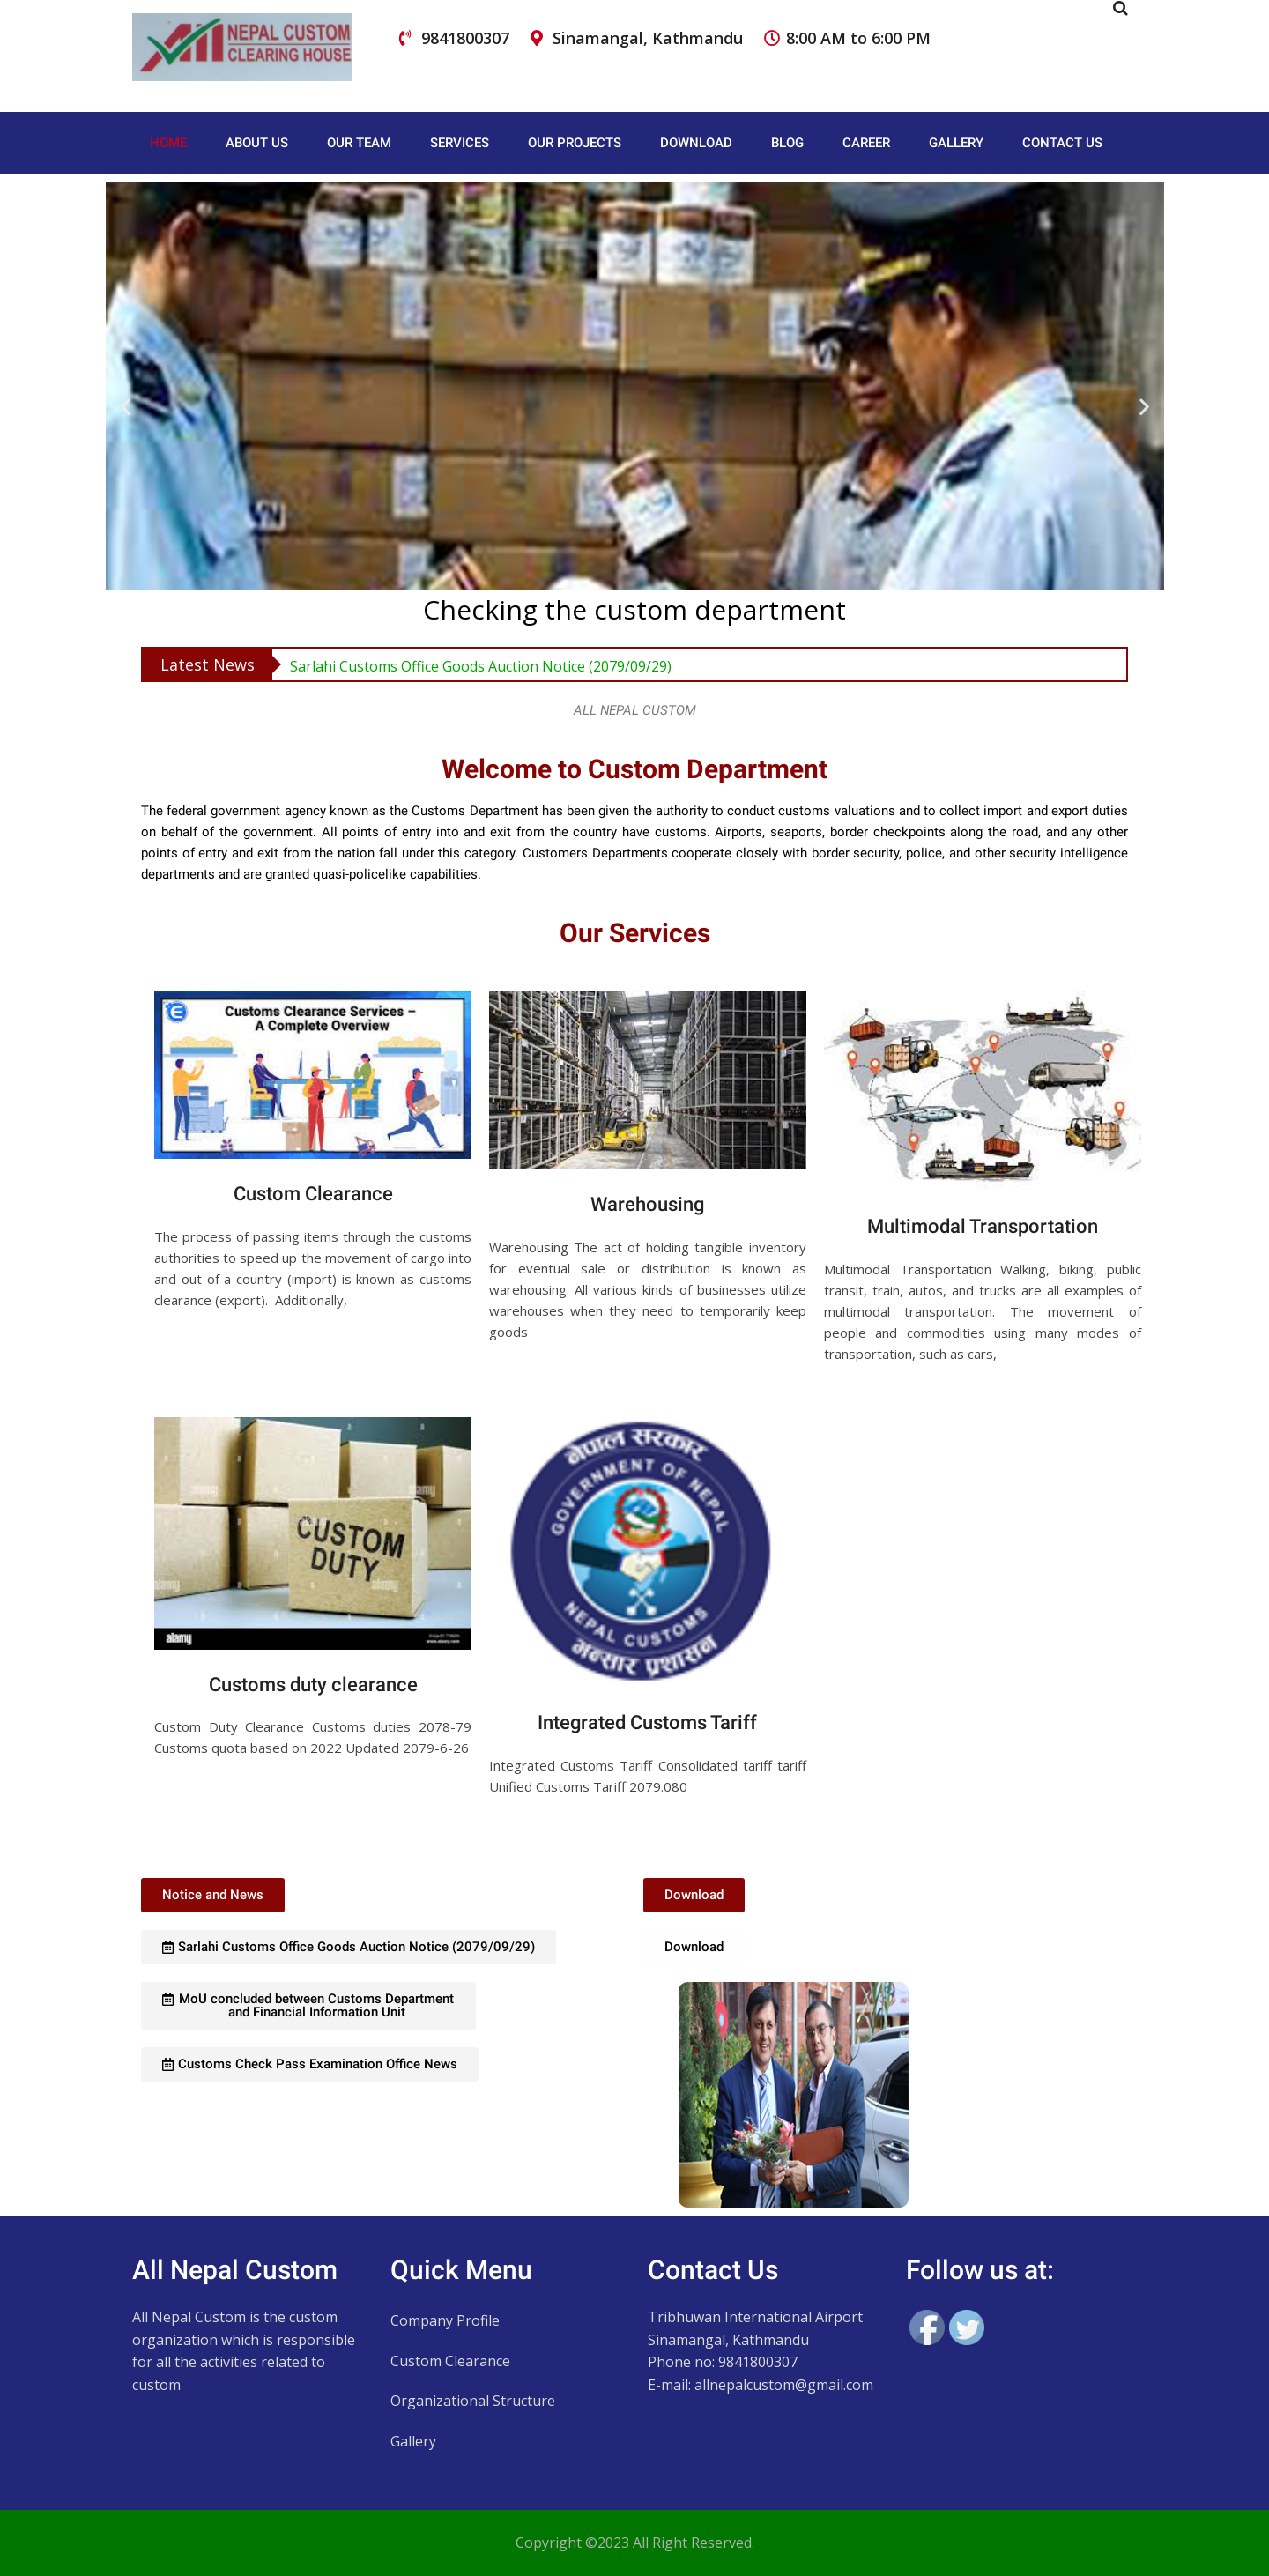 All NEPAL CUSTOM
CLEARING HOUSE
9841800307
Sinamangal, Kathmandu
8:00 AM to 6:00 PM
HOME
ABOUT US
OUR TEAM
SERVICES
OUR PROJECTS
DOWNLOAD
BLOG
CAREER
GALLERY
CONTACT US
Checking the custom department
Latest News
Sarlahi Customs Office Goods Auction Notice (2079/09/29)
ALL NEPAL CUSTOM
Welcome to Custom Department
The federal government agency known as the Customs Department has been given the authority to conduct customs valuations and to collect import and export duties
on behalf of the government. All points of entry into and exit from the country have customs. Airports, seaports, border checkpoints along the road, and any other
points of entry and exit from the nation fall under this category. Customers Departments cooperate closely with border security, police, and other security intelligence
departments and are granted quasi-policelike capabilities.
Our Services
Customs Clearance Services –
A Complete Overview
Custom Clearance
The process of passing items through the customs
authorities to speed up the movement of cargo into
and out of a country (import) is known as customs
clearance (export).  Additionally,
Warehousing
Warehousing The act of holding tangible inventory
for eventual sale or distribution is known as
warehousing. All various kinds of businesses utilize
warehouses when they need to temporarily keep
goods
Multimodal Transportation
Multimodal Transportation Walking, biking, public
transit, train, autos, and trucks are all examples of
multimodal transportation. The movement of
people and commodities using many modes of
transportation, such as cars,
CUSTOM
DUTY
alamy
Customs duty clearance
Custom Duty Clearance Customs duties 2078-79
Customs quota based on 2022 Updated 2079-6-26
नेपाल सरकार
GOVERNMENT OF NEPAL
NEPAL CUSTOMS
भन्सार प्रशासन
Integrated Customs Tariff
Integrated Customs Tariff Consolidated tariff tariff
Unified Customs Tariff 2079.080
Notice and News
Sarlahi Customs Office Goods Auction Notice (2079/09/29)
MoU concluded between Customs Department
and Financial Information Unit
Customs Check Pass Examination Office News
Download
Download
All Nepal Custom
All Nepal Custom is the custom
organization which is responsible
for all the activities related to
custom
Quick Menu
Company Profile
Custom Clearance
Organizational Structure
Gallery
Contact Us
Tribhuwan International Airport
Sinamangal, Kathmandu
Phone no: 9841800307
E-mail: allnepalcustom@gmail.com
Follow us at:
Copyright ©2023 All Right Reserved.